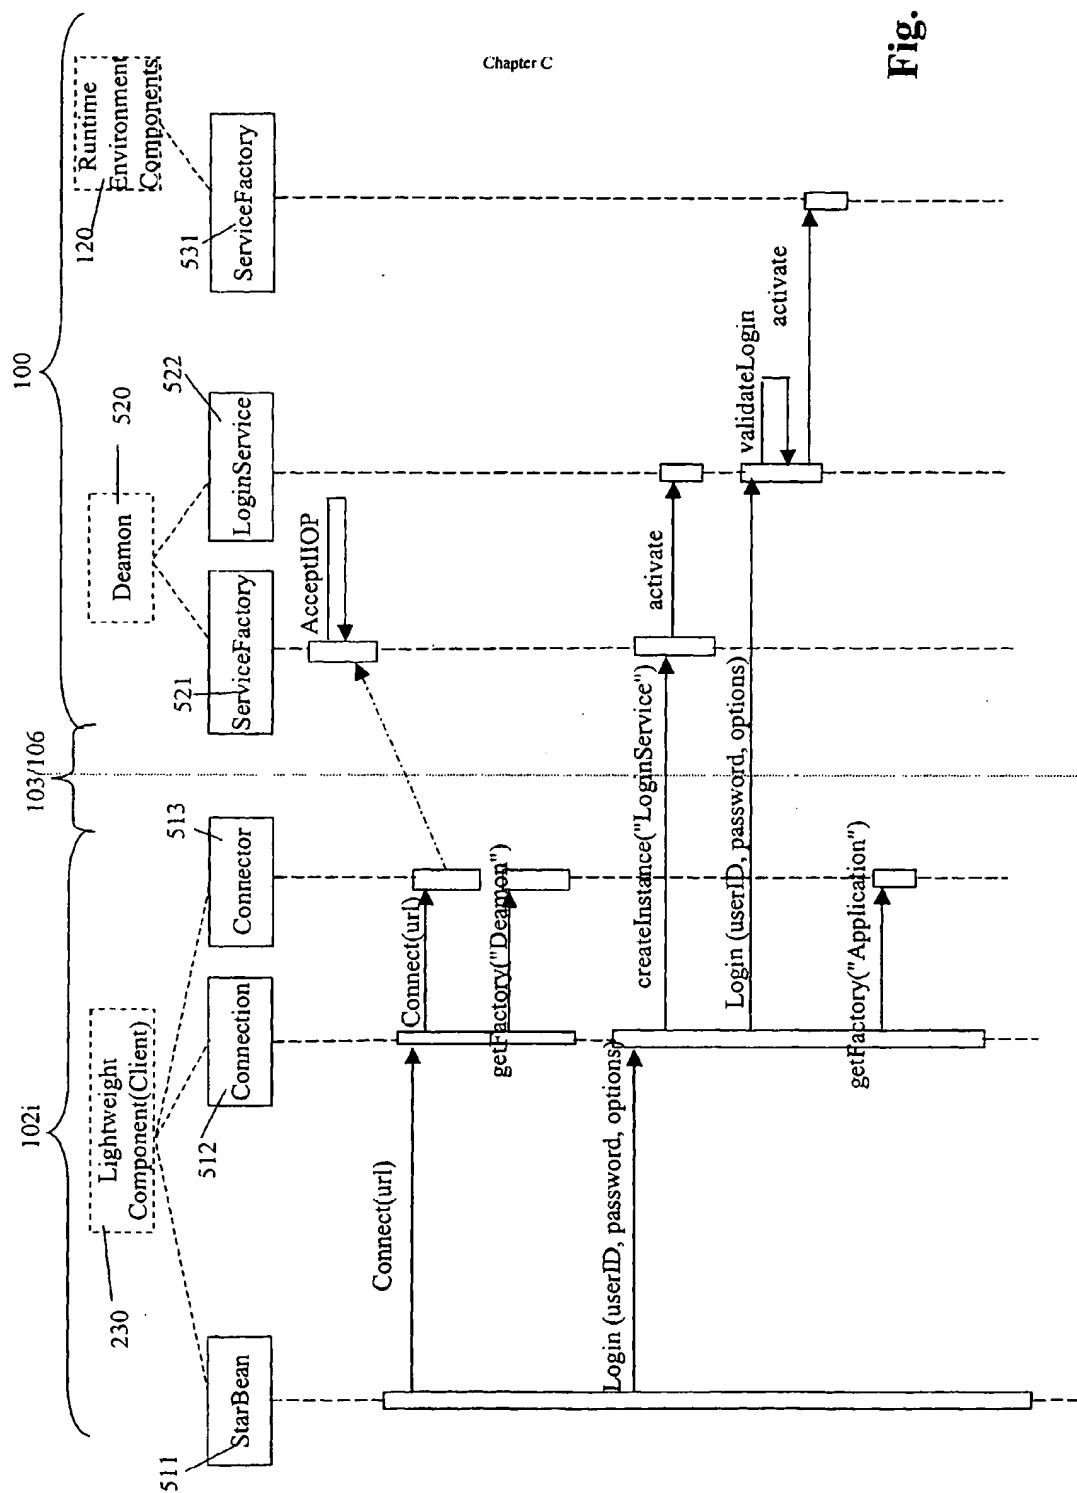 102i
103/106
100
Lightweight
Component(Client)
230
Deamon
520
Runtime
Environment
Components
120
StarBean
511
Connection
512
Connector
513
ServiceFactory
521
LoginService
522
ServiceFactory
531
Connect(url)
Connect(url)
AcceptIIOP
getFactory("Deamon")
Login (userID, password, options)
createInstance("LoginService")
activate
Login (userID, password, options)
validateLogin
activate
getFactory("Application")
Chapter C
Fig.